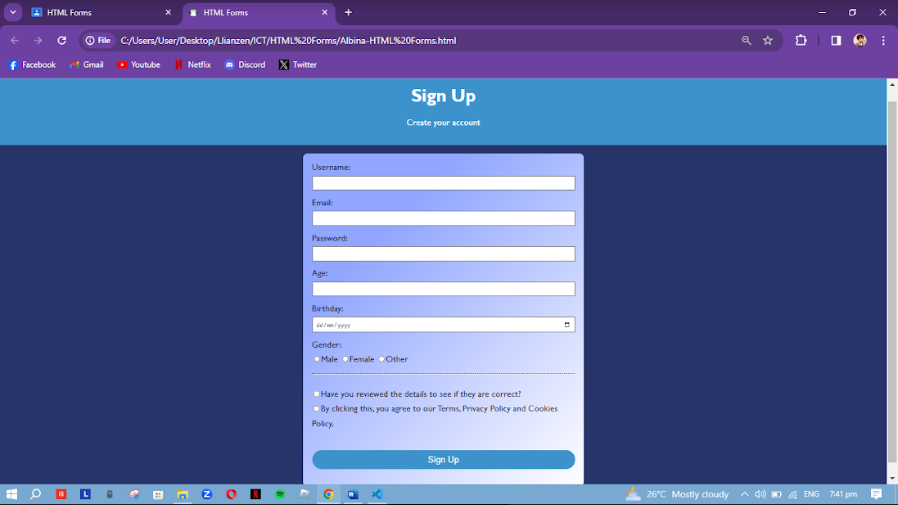 HTML Forms
HTML Forms
File C:/Users/User/Desktop/Llianzen/ICT/HTML%20Forms/Albina-HTML%20Forms.html
Facebook Gmail Youtube Netflix Discord Twitter
Sign Up
Create your account
Username:
Email:
Password:
Age:
Birthday:
dd/mm/yyyy
Gender:
Male Female Other
Have you reviewed the details to see if they are correct?
By clicking this, you agree to our Terms, Privacy Policy and Cookies
Policy.
Sign Up
26°C Mostly cloudy ENG 7:41 pm